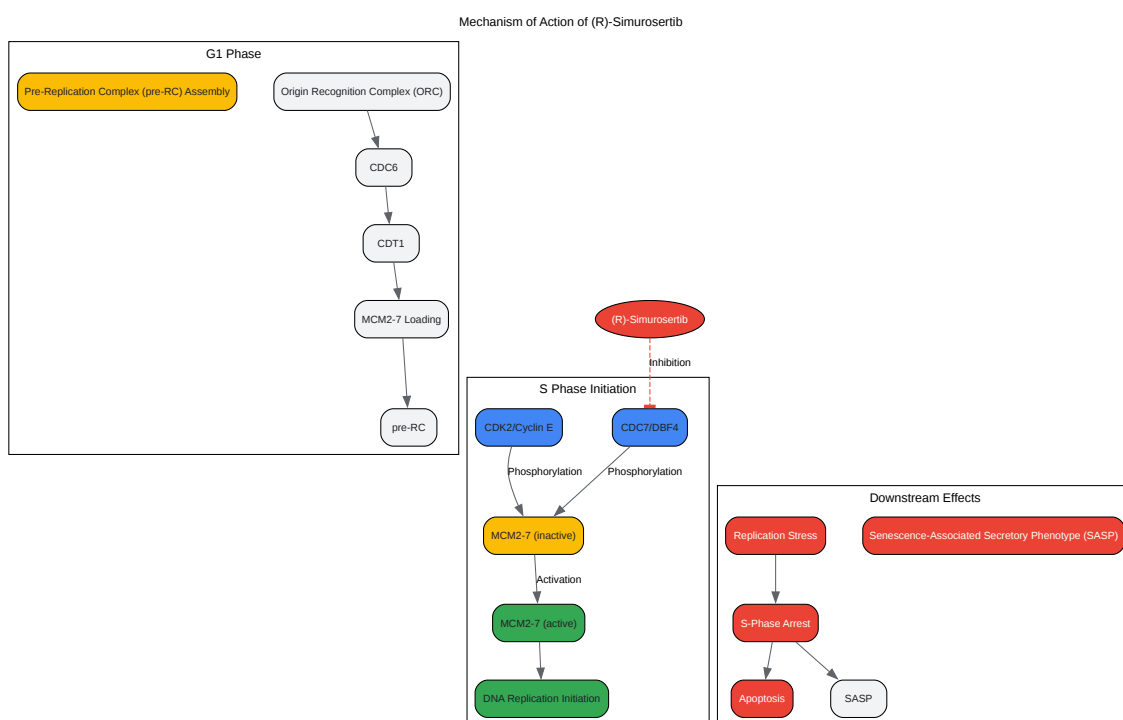 Mechanism of Action of (R)-Simurosertib
G1 Phase
Pre-Replication Complex (pre-RC) Assembly
Origin Recognition Complex (ORC)
CDC6
CDT1
MCM2-7 Loading
pre-RC
(R)-Simurosertib
Inhibition
S Phase Initiation
CDK2/Cyclin E
CDC7/DBF4
Phosphorylation
Phosphorylation
MCM2-7 (inactive)
Activation
MCM2-7 (active)
DNA Replication Initiation
Downstream Effects
Replication Stress
Senescence-Associated Secretory Phenotype (SASP)
S-Phase Arrest
Apoptosis
SASP